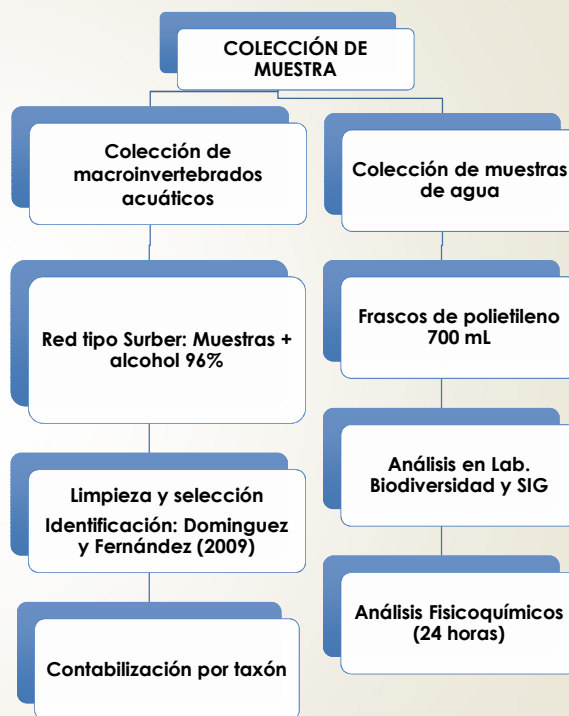 COLECCIÓN DE
MUESTRA
Colección de
macroinvertebrados
acuáticos
Red tipo Surber: Muestras +
alcohol 96%
Limpieza y selección
Identificación: Dominguez
y Fernández (2009)
Contabilización por taxón
Colección de muestras
de agua
Frascos de polietileno
700 mL
Análisis en Lab.
Biodiversidad y SIG
Análisis Fisicoquímicos
(24 horas)